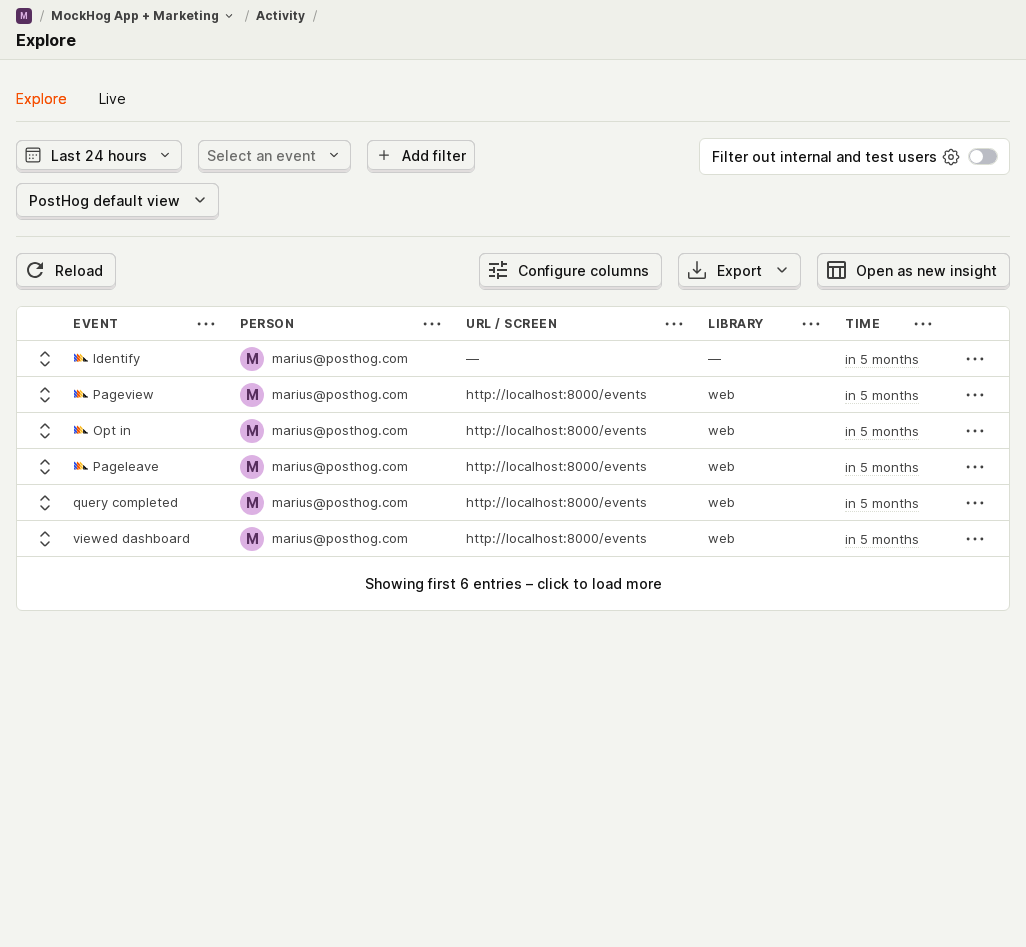 M / MockHog App + Marketing / Activity /
Explore
Explore Live
Last 24 hours Select an event Add filter Filter out internal and test users
PostHog default view
Reload Configure columns Export Open as new insight
EVENT PERSON URL / SCREEN LIBRARY TIME
Identify M marius@posthog.com — — in 5 months
Pageview M marius@posthog.com http://localhost:8000/events web in 5 months
Opt in M marius@posthog.com http://localhost:8000/events web in 5 months
Pageleave M marius@posthog.com http://localhost:8000/events web in 5 months
query completed M marius@posthog.com http://localhost:8000/events web in 5 months
viewed dashboard M marius@posthog.com http://localhost:8000/events web in 5 months
Showing first 6 entries – click to load more